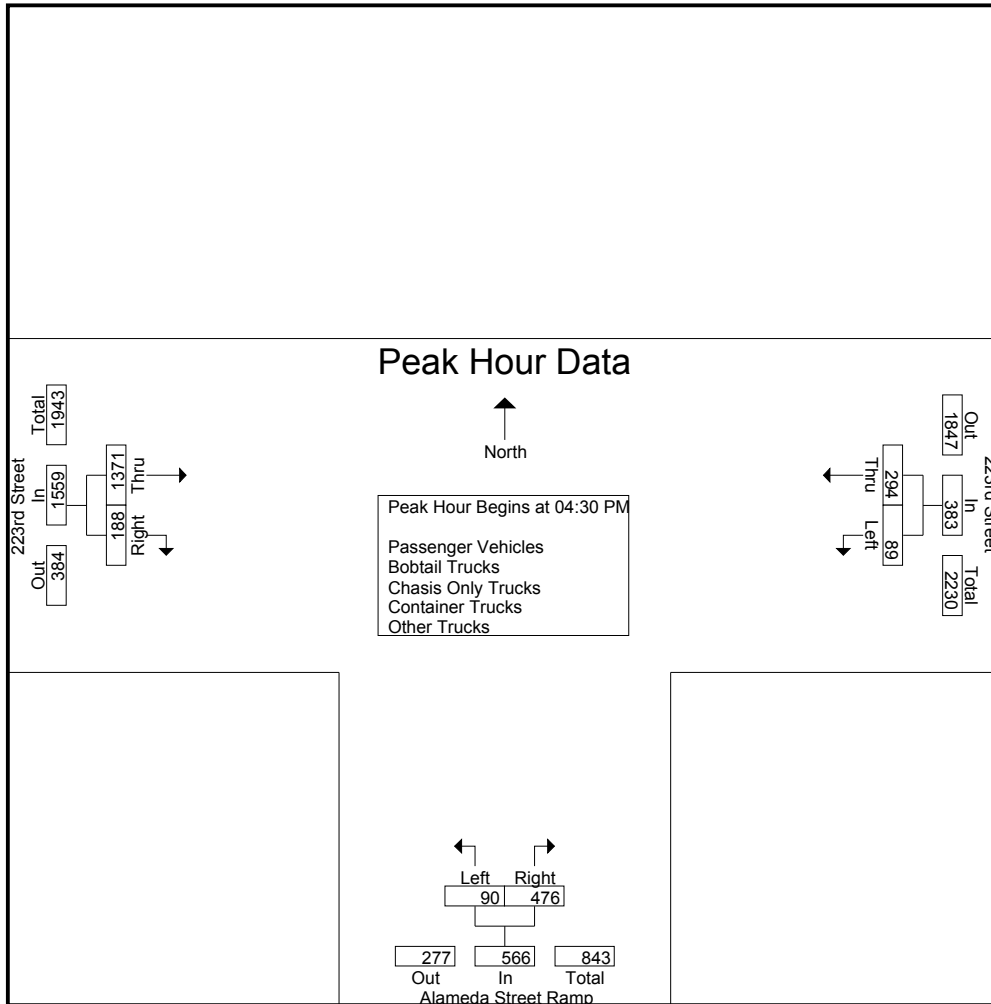 Peak Hour Data
North
Peak Hour Begins at 04:30 PM
Passenger Vehicles
Bobtail Trucks
Chasis Only Trucks
Container Trucks
Other Trucks
223rd Street
Total
1943
In
1559
Out
384
1371
Thru
188
Right
223rd Street
Out
1847
In
383
Total
2230
Thru
294
Left
89
Left Right
90 476
277 566 843
Out In Total
Alameda Street Ramp